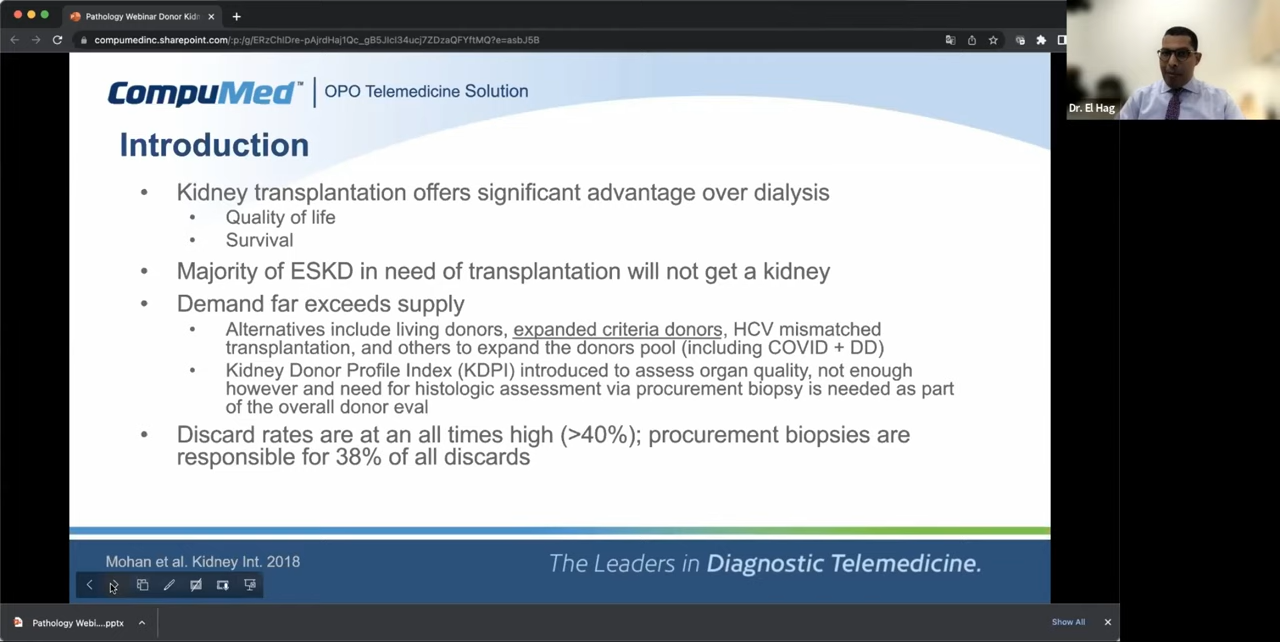 Pathology Webinar Donor Kidn
compumedinc.sharepoint.com/:p:/g/ERzChIDre-pAjrdHaj1Qc_gB5JIcI34ucj7ZDzaQFYftMQ?e=asbJ5B
Dr. El Hag
CompuMed™ | OPO Telemedicine Solution
Introduction
• Kidney transplantation offers significant advantage over dialysis
• Quality of life
• Survival
• Majority of ESKD in need of transplantation will not get a kidney
• Demand far exceeds supply
• Alternatives include living donors, expanded criteria donors, HCV mismatched
transplantation, and others to expand the donors pool (including COVID + DD)
• Kidney Donor Profile Index (KDPI) introduced to assess organ quality, not enough
however and need for histologic assessment via procurement biopsy is needed as part
of the overall donor eval
• Discard rates are at an all times high (>40%); procurement biopsies are
responsible for 38% of all discards
Mohan et al. Kidney Int. 2018
The Leaders in Diagnostic Telemedicine.
Pathology Webi....pptx
Show All